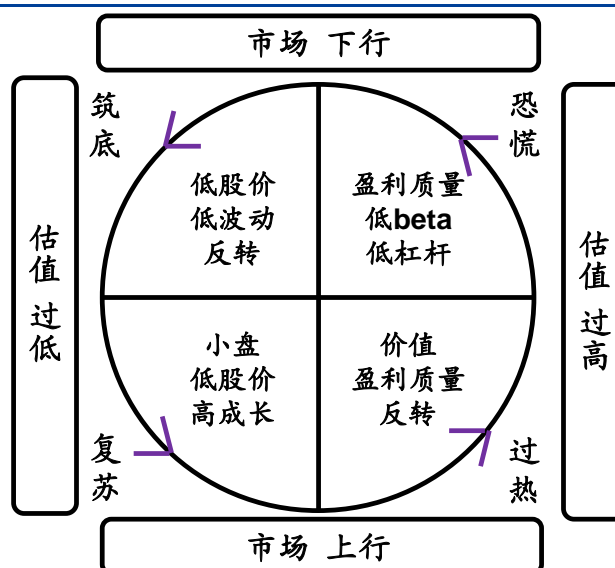 市场 下行
筑底
恐慌
低股价
低波动
反转
盈利质量
低beta
低杠杆
估值 过低
估值 过高
小盘
低股价
高成长
价值
盈利质量
反转
复苏
过热
市场 上行